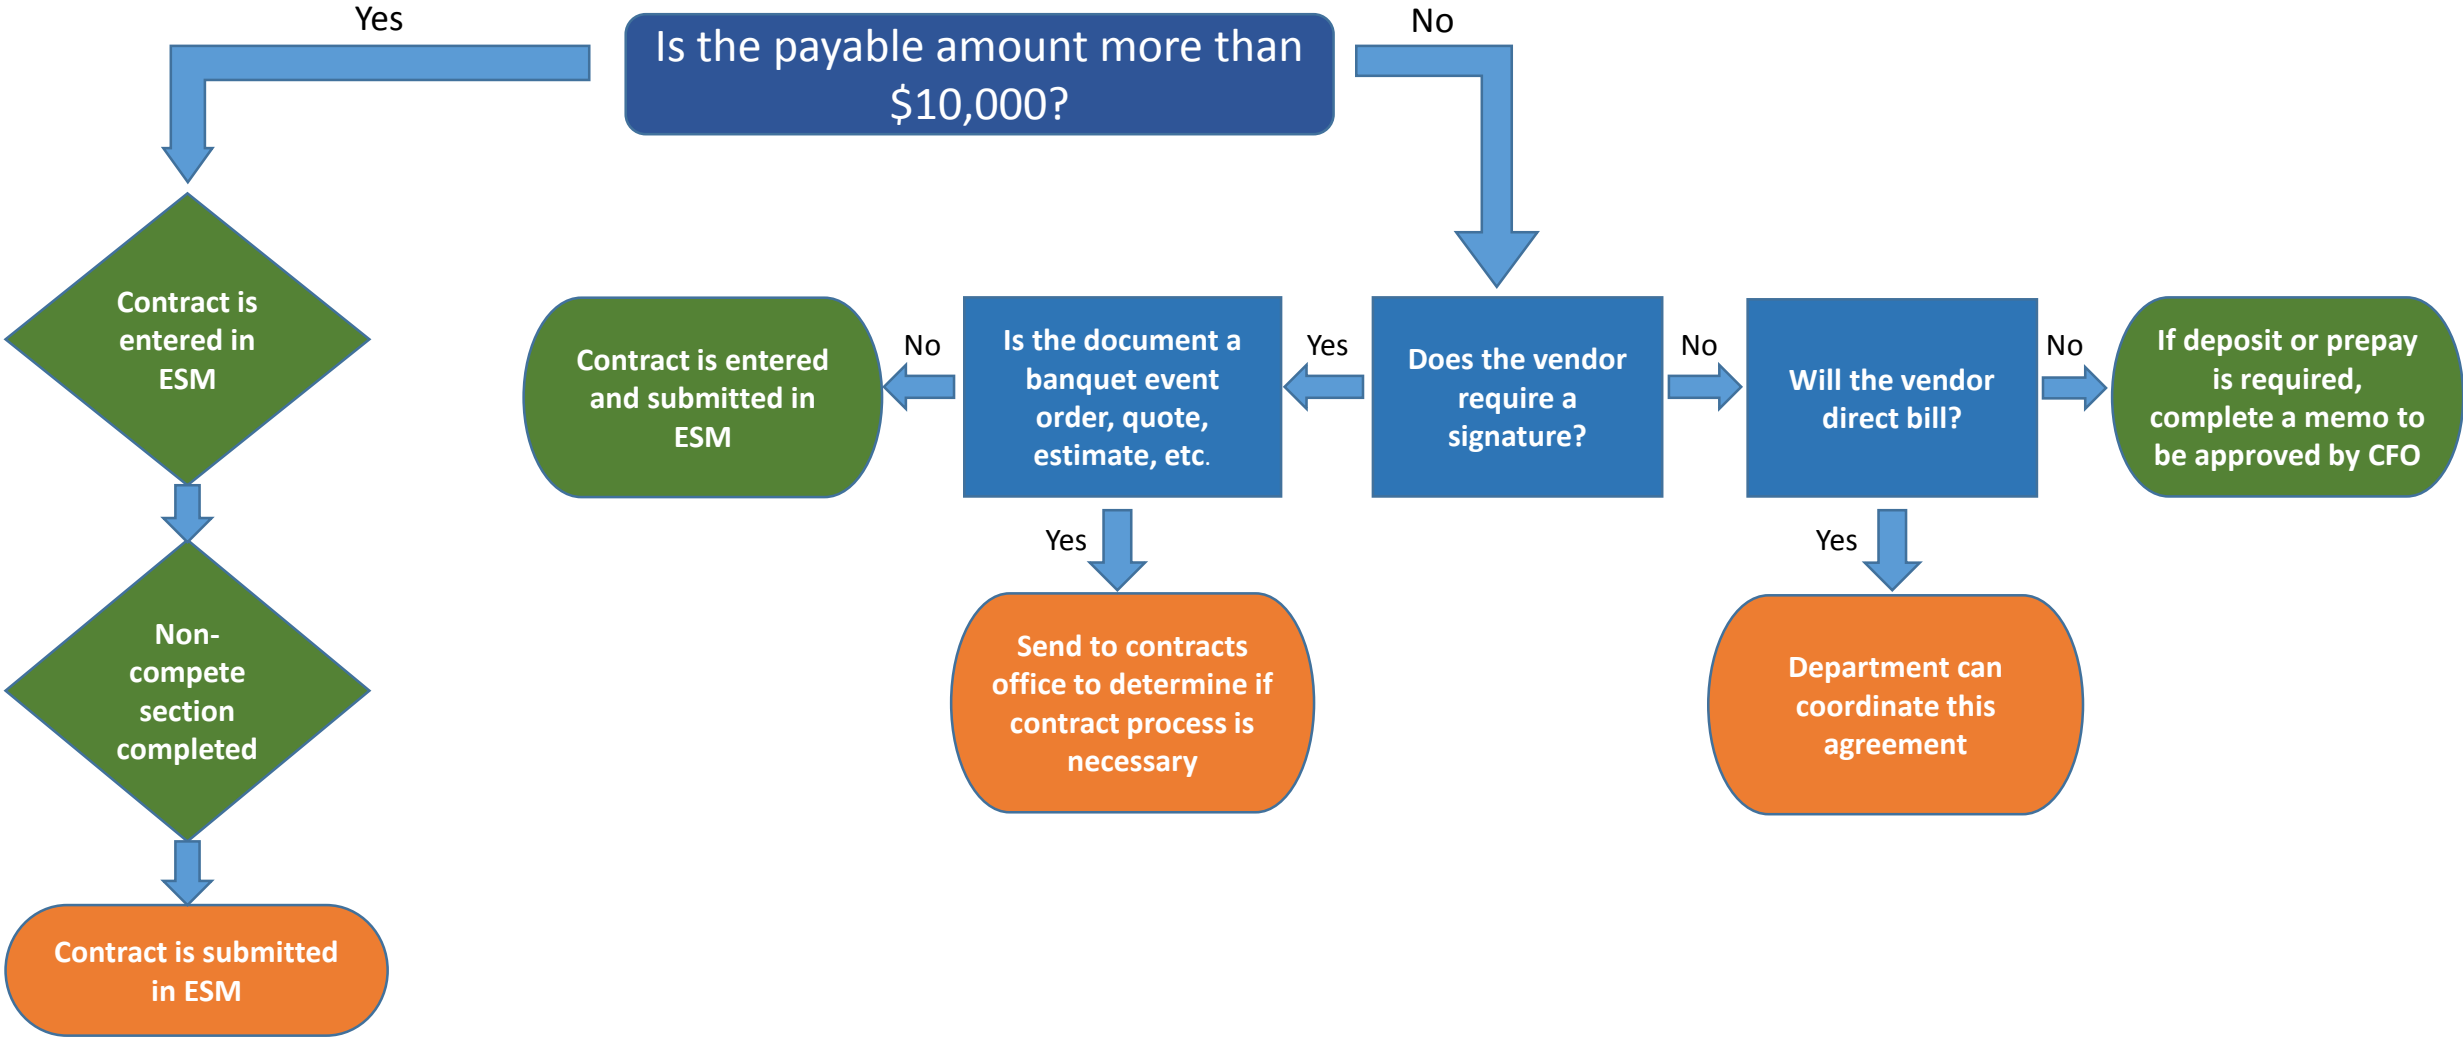 Yes
Is the payable amount more than
$10,000?
No
Contract is
entered in
ESM
Non-
compete
section
completed
Contract is submitted
in ESM
Contract is entered
and submitted in
ESM
No
Is the document a
banquet event
order, quote,
estimate, etc.
Yes
Does the vendor
require a
signature?
No
Will the vendor
direct bill?
No
If deposit or prepay
is required,
complete a memo to
be approved by CFO
Yes
Send to contracts
office to determine if
contract process is
necessary
Yes
Department can
coordinate this
agreement